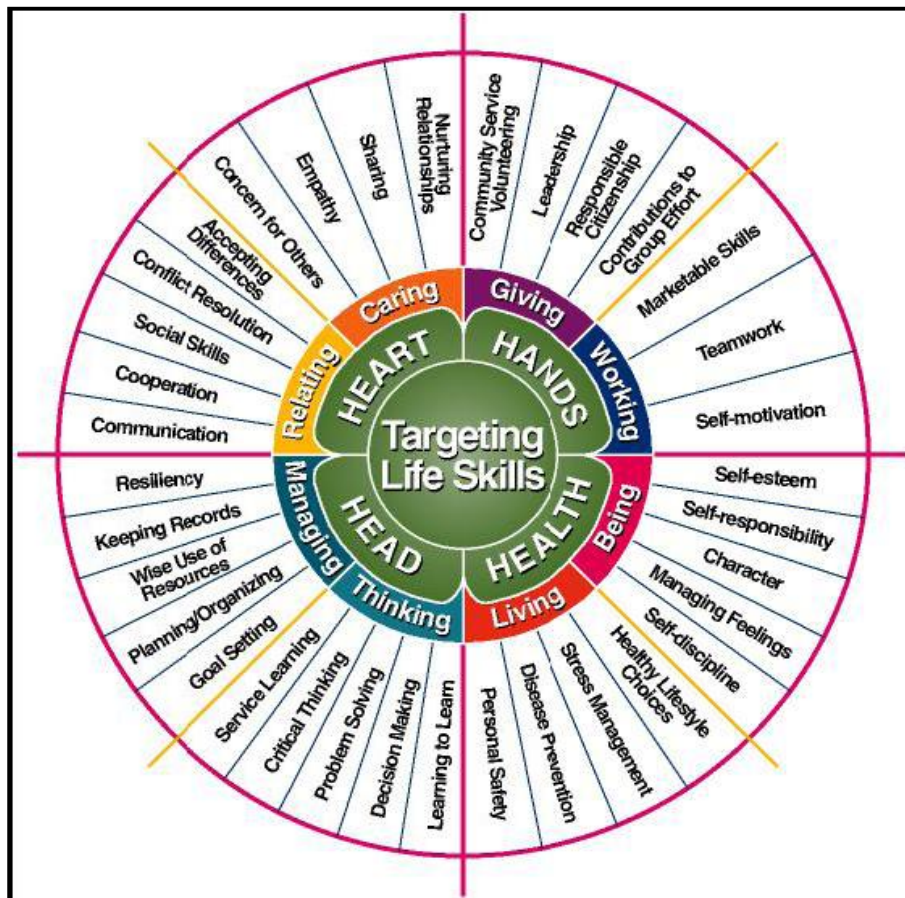 Targeting
Life Skills
HEART
HANDS
HEALTH
HEAD
Caring
Giving
Working
Being
Living
Thinking
Managing
Relating
Nurturing
Relationships
Sharing
Empathy
Concern for Others
Accepting
Differences
Conflict Resolution
Social Skills
Cooperation
Communication
Community Service
Volunteering
Leadership
Responsible
Citizenship
Contributions to
Group Effort
Marketable Skills
Teamwork
Self-motivation
Self-esteem
Self-responsibility
Character
Managing Feelings
Self-discipline
Healthy Lifestyle
Choices
Stress Management
Disease Prevention
Personal Safety
Learning to Learn
Decision Making
Problem Solving
Critical Thinking
Service Learning
Goal Setting
Planning/Organizing
Wise Use of
Resources
Keeping Records
Resiliency